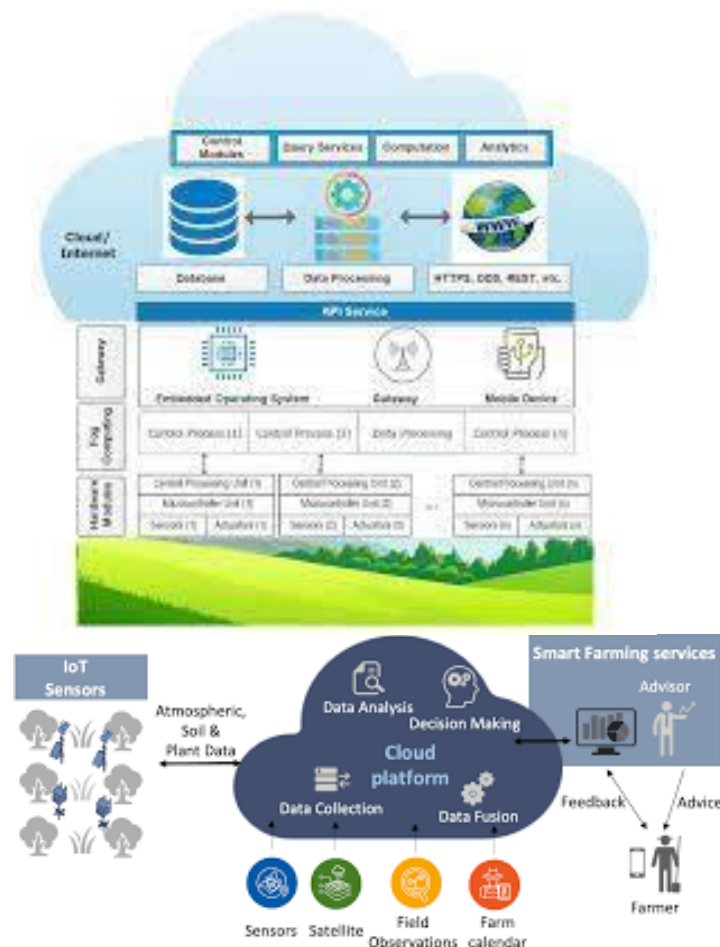 Control
Modules
Query Services
Computation
Analytics
Cloud/
Internet
WWW
Database
Data Processing
HTTPS, DDS, REST, etc.
API Service
Gateway
Embedded Operating System
Gateway
Mobile Device
Fog
Computing
Control Process (1)
Control Process (2)
Data Processing
Control Process (n)
Hardware
Modules
Central Processing Unit (1)
Central Processing Unit (2)
Central Processing Unit (n)
Microcontroller Unit (1)
Microcontroller Unit (2)
Microcontroller Unit (n)
...
Sensors (1)
Actuators (1)
Sensors (2)
Actuators (2)
Sensors (n)
Actuators (n)
IoT
Sensors
Atmospheric,
Soil &
Plant Data
Data Analysis
Decision Making
Cloud
platform
Data Collection
Data Fusion
Smart Farming services
Advisor
Feedback
Advice
Farmer
Sensors
Satellite
Field
Observations
Farm
calendar